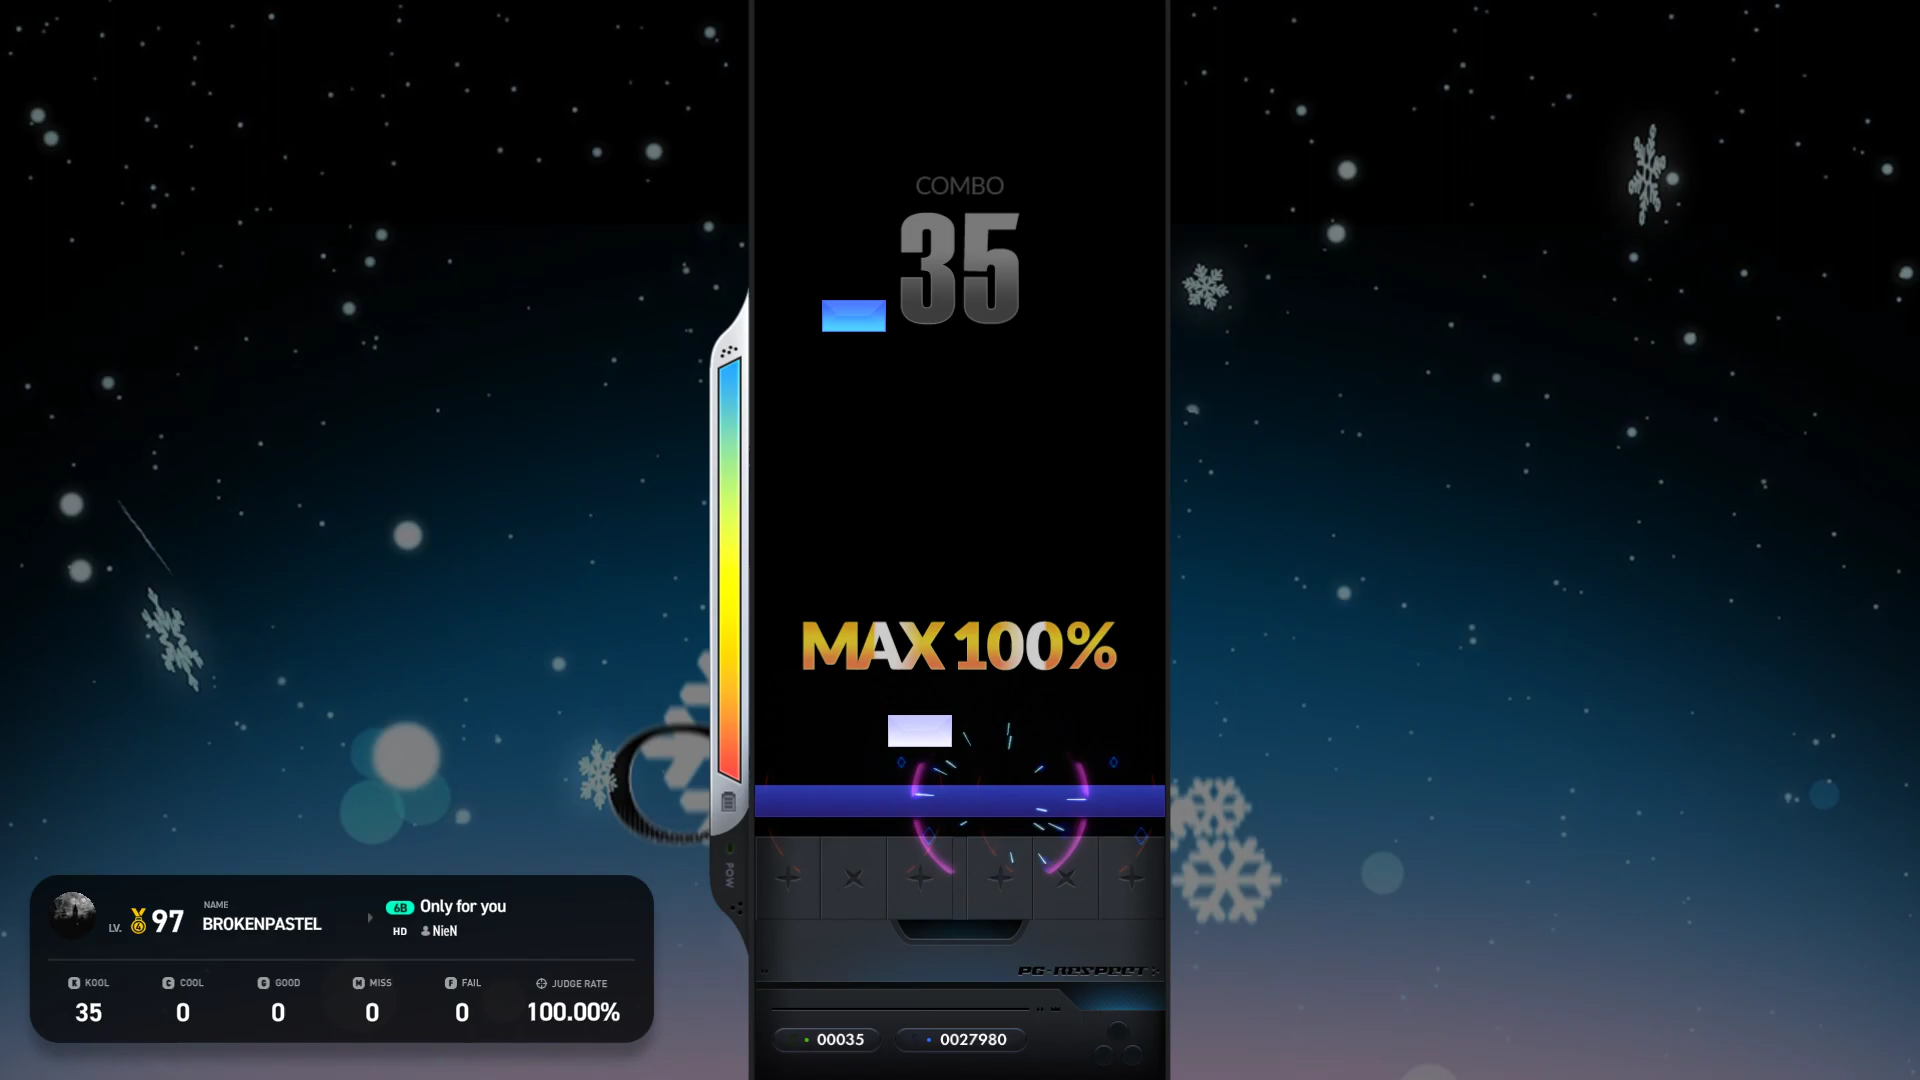 COMBO
35
MAX 100%
POW
LV. 97
NAME
BROKENPASTEL
6B Only for you
HD NieN
K KOOL
C COOL
G GOOD
M MISS
F FAIL
JUDGE RATE
35
0
0
0
0
100.00%
PG-RESPECT
00035
0027980